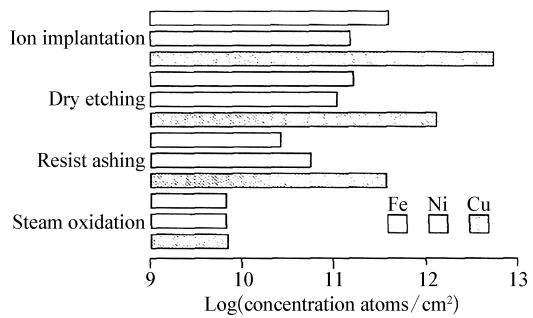 Ion implantation
Dry etching
Resist ashing
Steam oxidation
Fe Ni Cu
9 10 11 12 13
Log(concentration atoms/cm²)